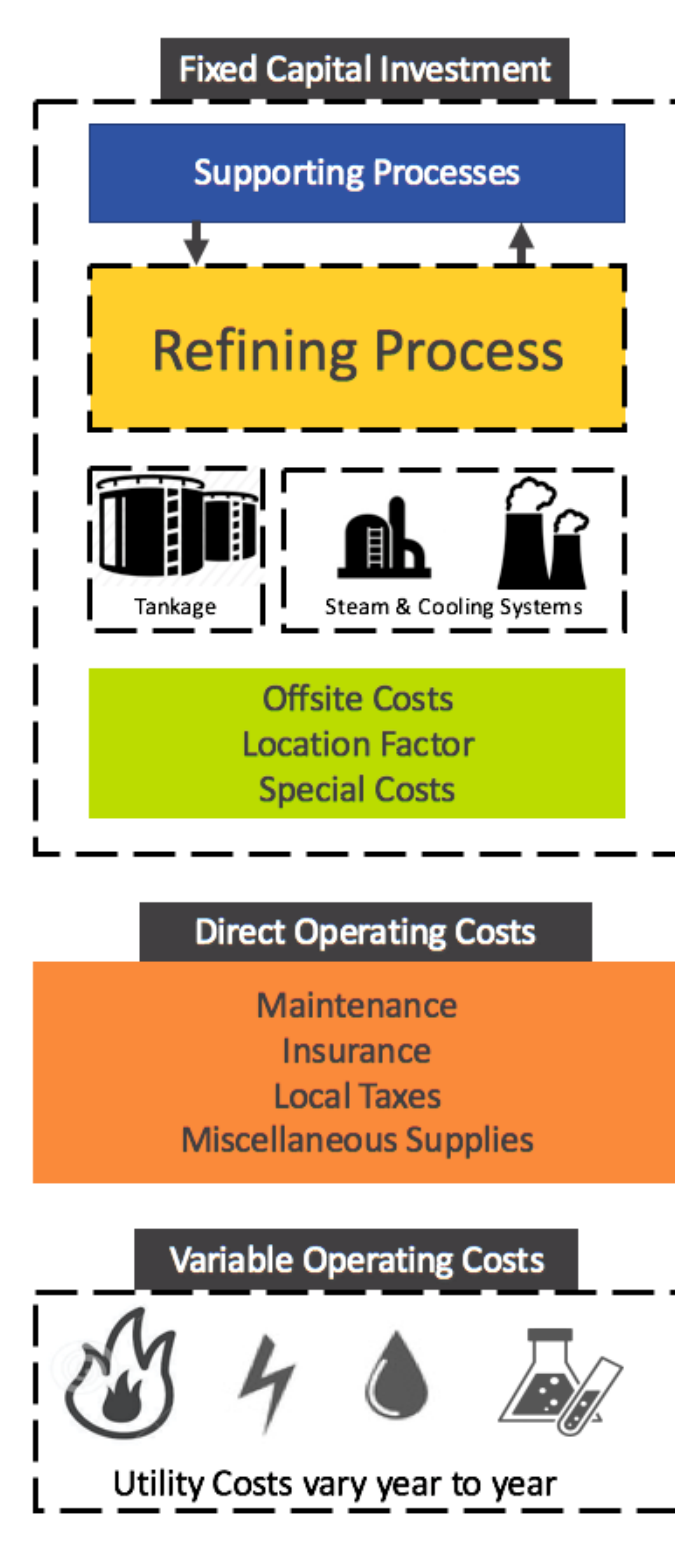 Fixed Capital Investment
Supporting Processes
Refining Process
Tankage
Steam & Cooling Systems
Offsite Costs
Location Factor
Special Costs
Direct Operating Costs
Maintenance
Insurance
Local Taxes
Miscellaneous Supplies
Variable Operating Costs
Utility Costs vary year to year